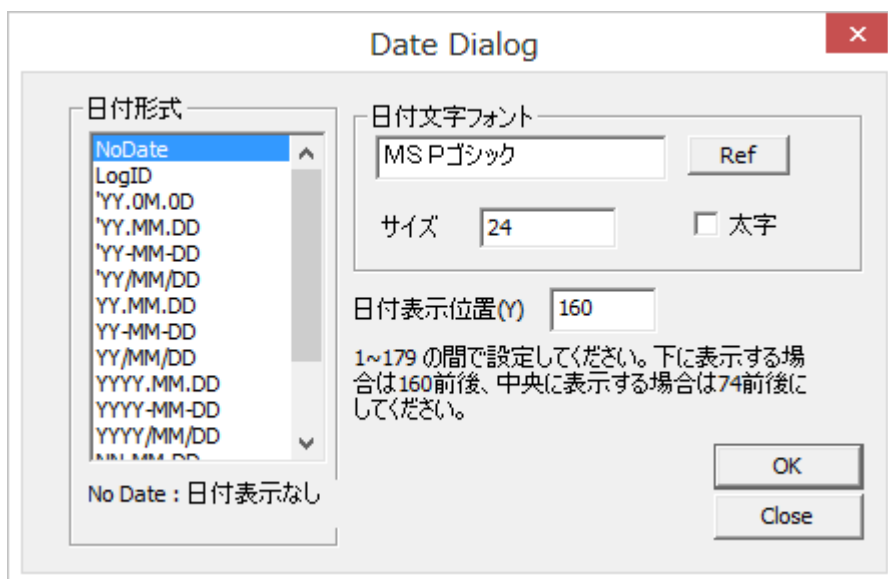 Date Dialog
日付形式
NoDate
LogID
'YY.0M.0D
'YY.MM.DD
'YY-MM-DD
'YY/MM/DD
YY.MM.DD
YY-MM-DD
YY/MM/DD
YYYY.MM.DD
YYYY-MM-DD
YYYY/MM/DD
No Date : 日付表示なし
日付文字フォント
MS Pゴシック
Ref
サイズ
24
太字
日付表示位置(Y)
160
1~179 の間で設定してください。下に表示する場
合は160前後、中央に表示する場合は74前後に
してください。
OK
Close